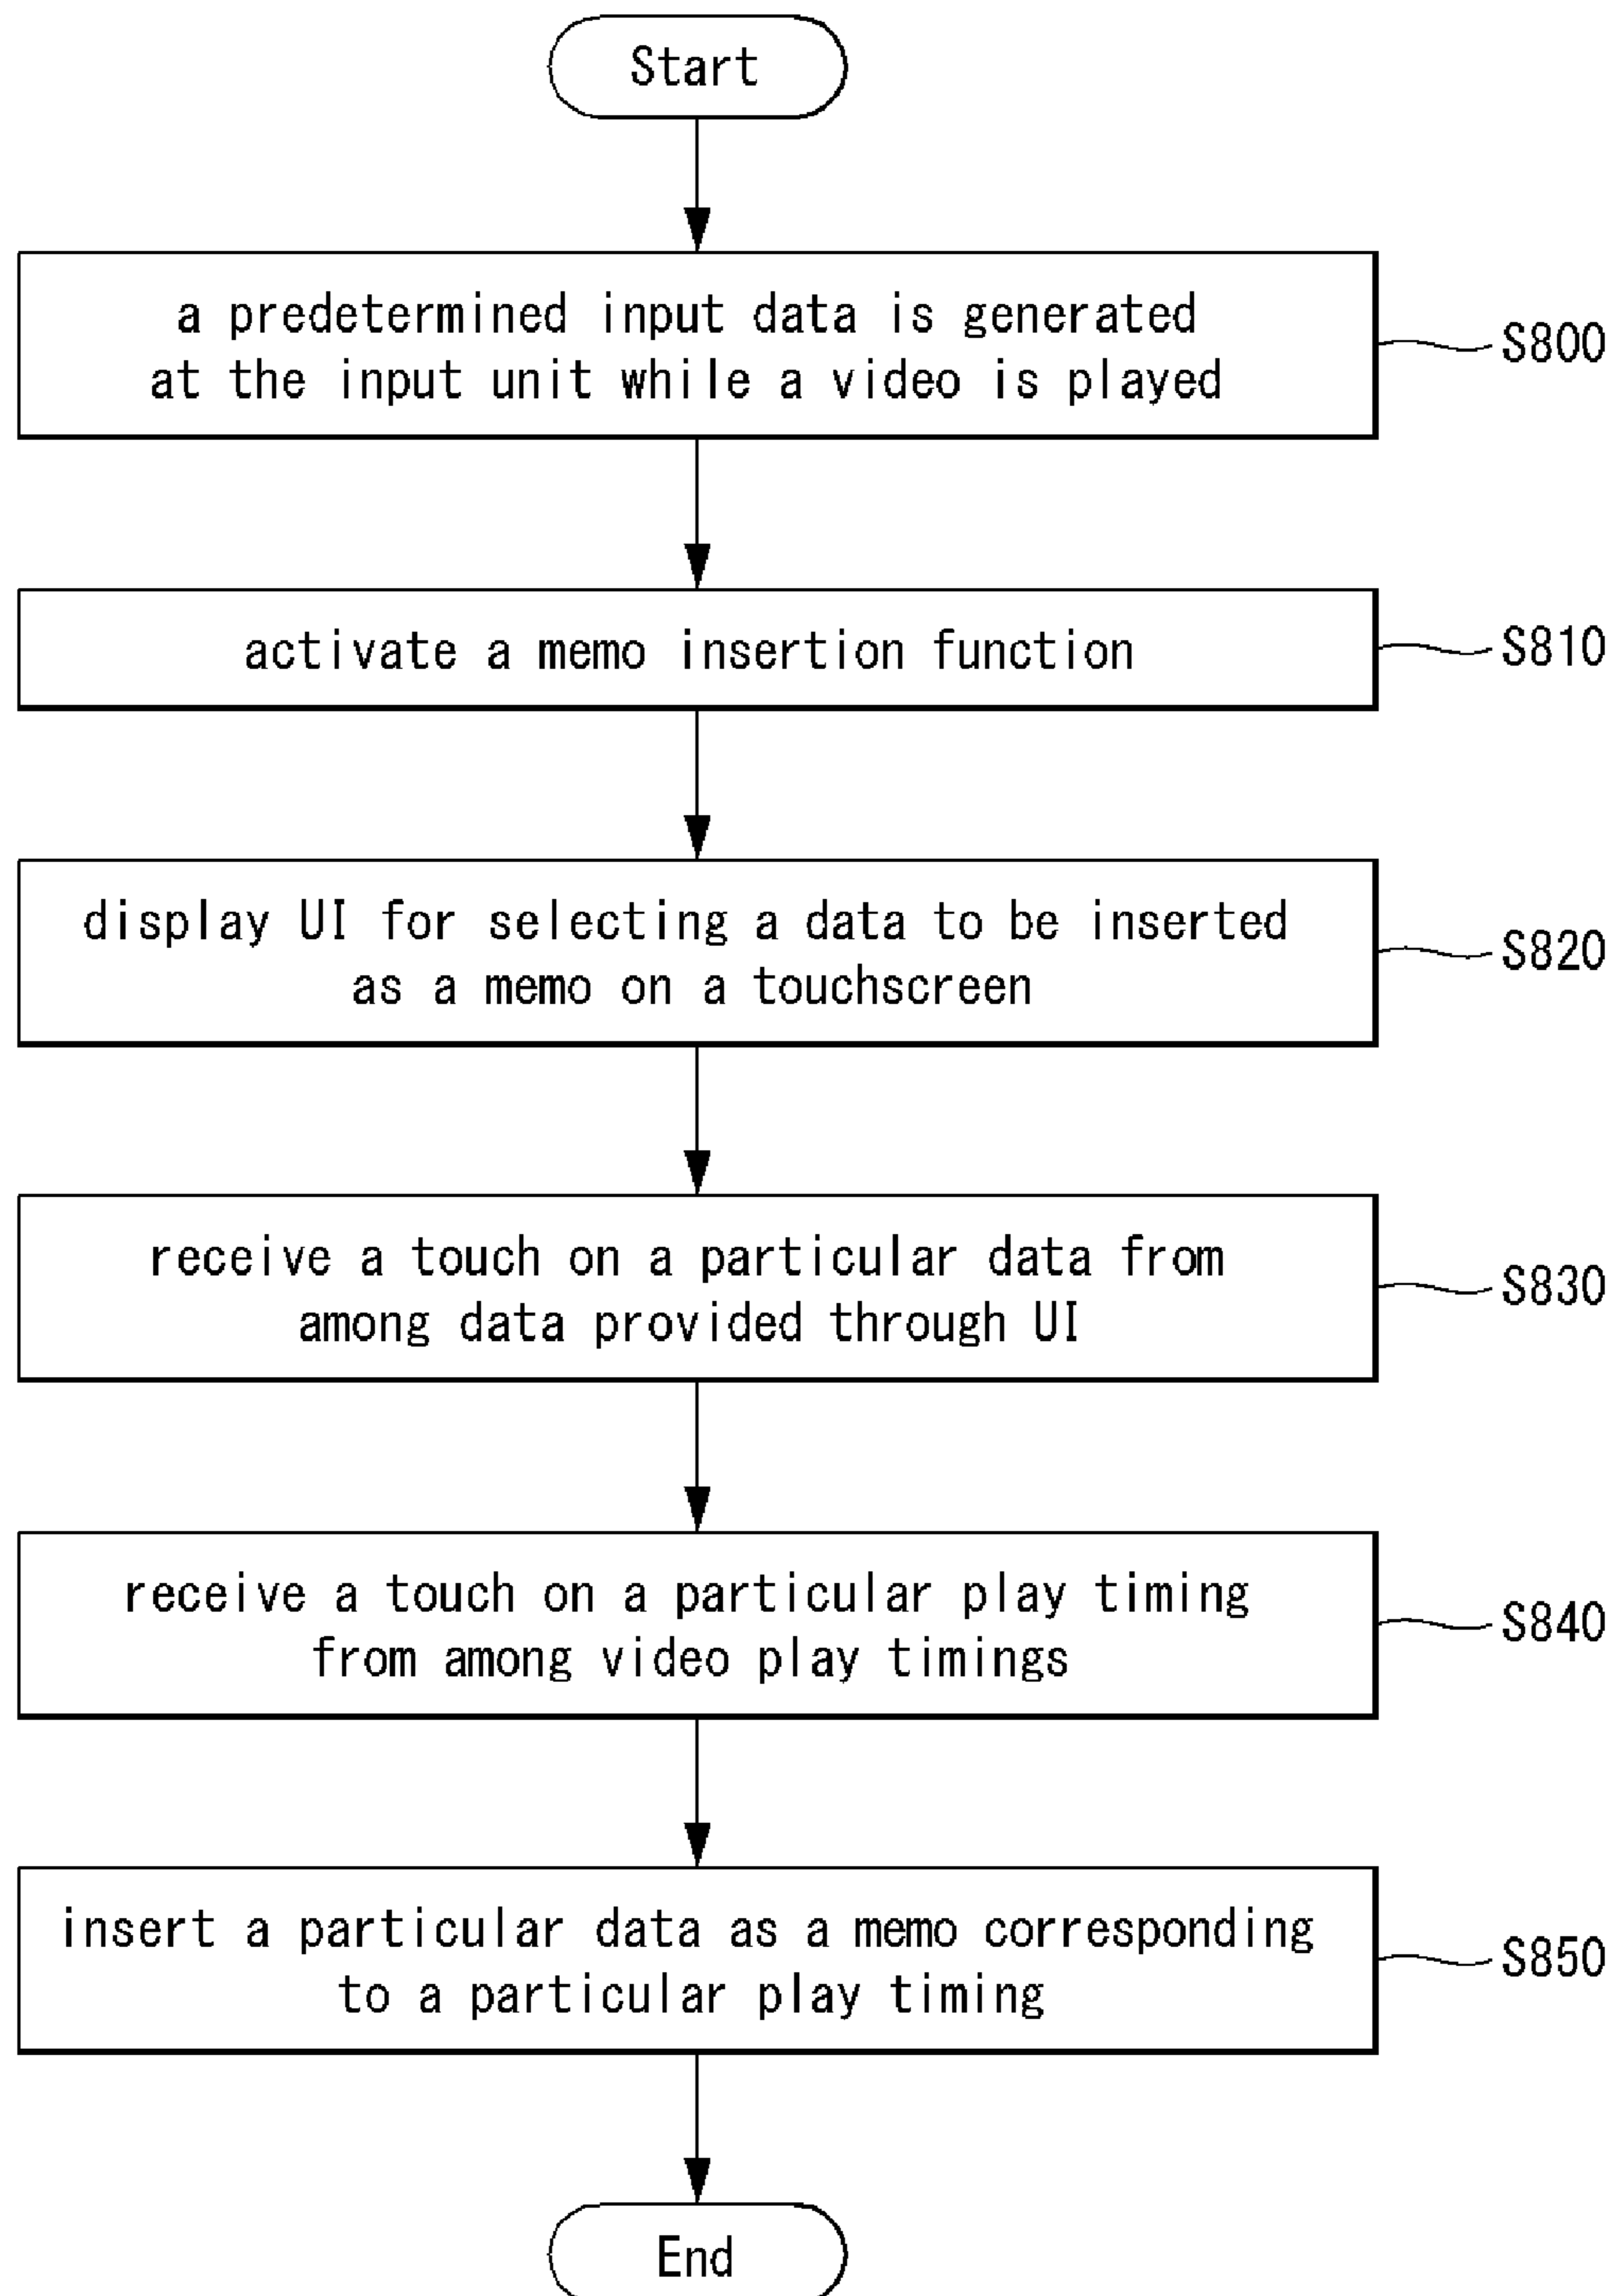 Start
a predetermined input data is generated
at the input unit while a video is played
S800
activate a memo insertion function
S810
display UI for selecting a data to be inserted
as a memo on a touchscreen
S820
receive a touch on a particular data from
among data provided through UI
S830
receive a touch on a particular play timing
from among video play timings
S840
insert a particular data as a memo corresponding
to a particular play timing
S850
End